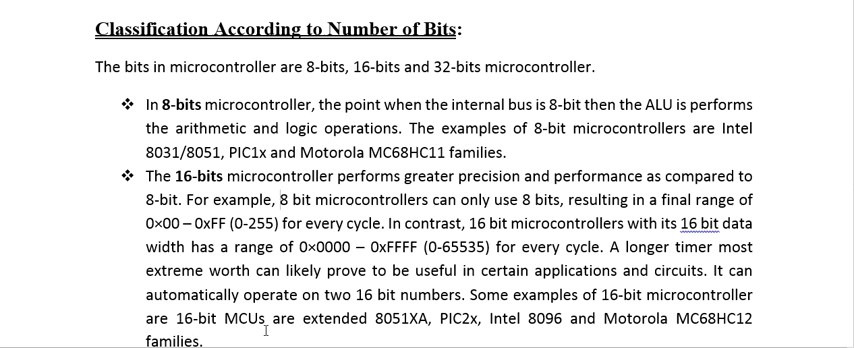 Classification According to Number of Bits:
The bits in microcontroller are 8-bits, 16-bits and 32-bits microcontroller.
❖ In 8-bits microcontroller, the point when the internal bus is 8-bit then the ALU is performs
the arithmetic and logic operations. The examples of 8-bit microcontrollers are Intel
8031/8051, PIC1x and Motorola MC68HC11 families.
❖ The 16-bits microcontroller performs greater precision and performance as compared to
8-bit. For example, 8 bit microcontrollers can only use 8 bits, resulting in a final range of
0×00 – 0xFF (0-255) for every cycle. In contrast, 16 bit microcontrollers with its 16 bit data
width has a range of 0×0000 – 0xFFFF (0-65535) for every cycle. A longer timer most
extreme worth can likely prove to be useful in certain applications and circuits. It can
automatically operate on two 16 bit numbers. Some examples of 16-bit microcontroller
are 16-bit MCUs are extended 8051XA, PIC2x, Intel 8096 and Motorola MC68HC12
families.